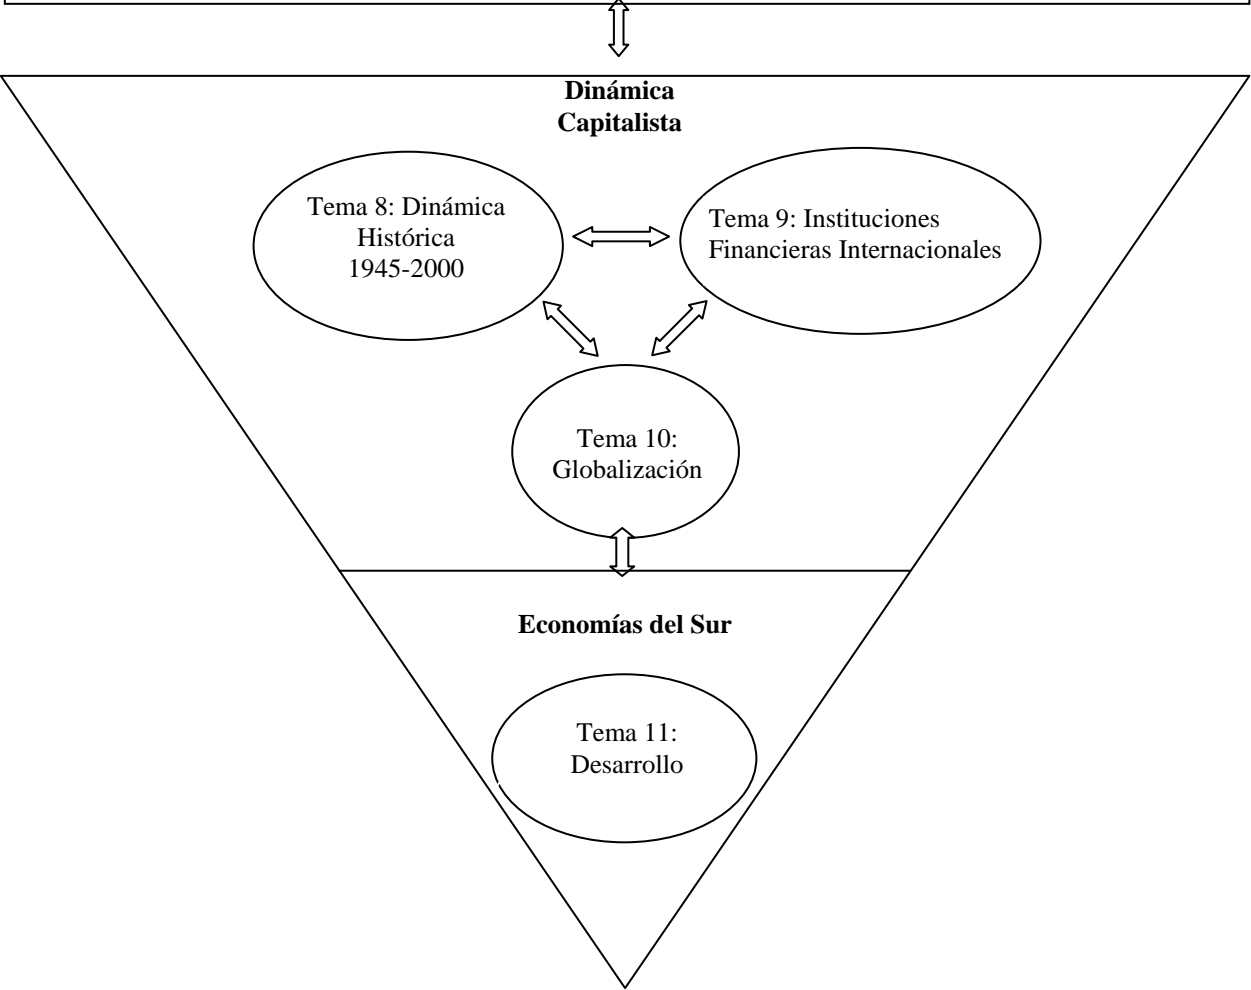 Dinámica
Capitalista
Tema 8: Dinámica
Histórica
1945-2000
Tema 9: Instituciones
Financieras Internacionales
Tema 10:
Globalización
Economías del Sur
Tema 11:
Desarrollo